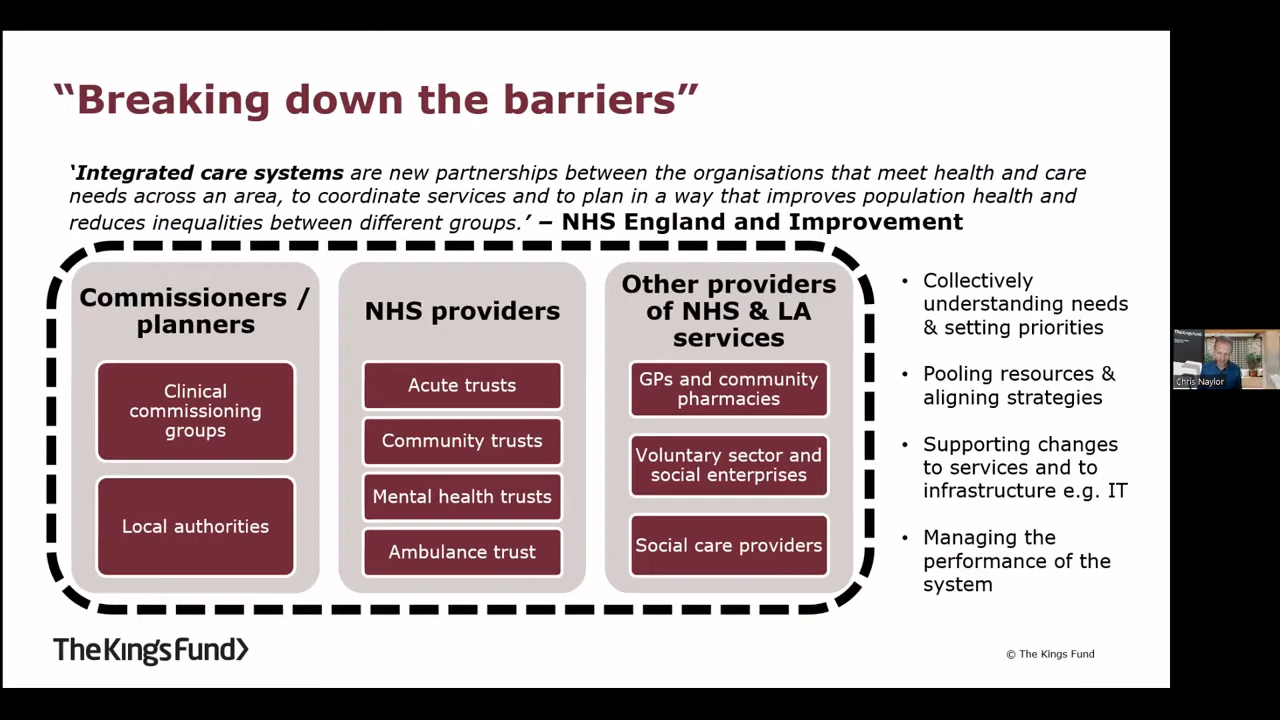 “Breaking down the barriers”
‘Integrated care systems are new partnerships between the organisations that meet health and care
needs across an area, to coordinate services and to plan in a way that improves population health and
reduces inequalities between different groups.’ – NHS England and Improvement
Commissioners /
planners
Clinical
commissioning
groups
Local authorities
NHS providers
Acute trusts
Community trusts
Mental health trusts
Ambulance trust
Other providers
of NHS & LA
services
GPs and community
pharmacies
Voluntary sector and
social enterprises
Social care providers
• Collectively
understanding needs
& setting priorities
• Pooling resources &
aligning strategies
• Supporting changes
to services and to
infrastructure e.g. IT
• Managing the
performance of the
system
TheKingsFund
© The Kings Fund
TheKingsFund
Chris Naylor